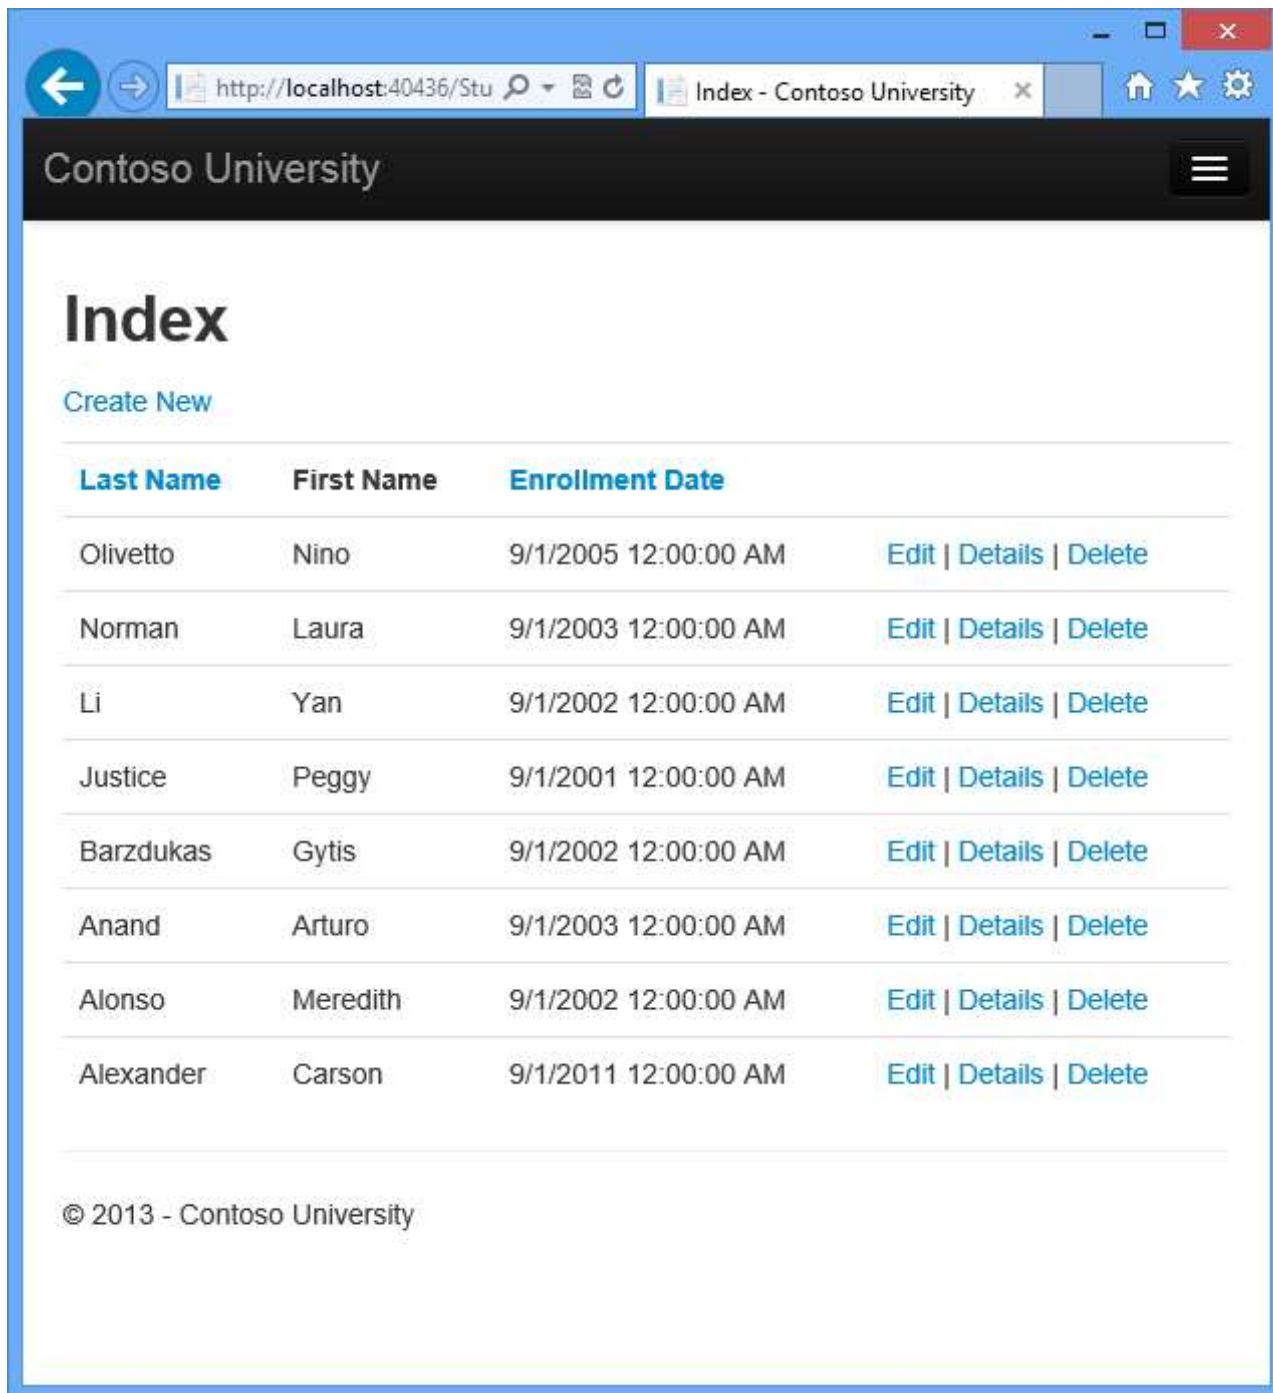 http://localhost:40436/Stu Index - Contoso University
Contoso University
Index
Create New
Last Name First Name Enrollment Date
Olivetto Nino 9/1/2005 12:00:00 AM Edit | Details | Delete
Norman Laura 9/1/2003 12:00:00 AM Edit | Details | Delete
Li Yan 9/1/2002 12:00:00 AM Edit | Details | Delete
Justice Peggy 9/1/2001 12:00:00 AM Edit | Details | Delete
Barzdukas Gytis 9/1/2002 12:00:00 AM Edit | Details | Delete
Anand Arturo 9/1/2003 12:00:00 AM Edit | Details | Delete
Alonso Meredith 9/1/2002 12:00:00 AM Edit | Details | Delete
Alexander Carson 9/1/2011 12:00:00 AM Edit | Details | Delete
© 2013 - Contoso University